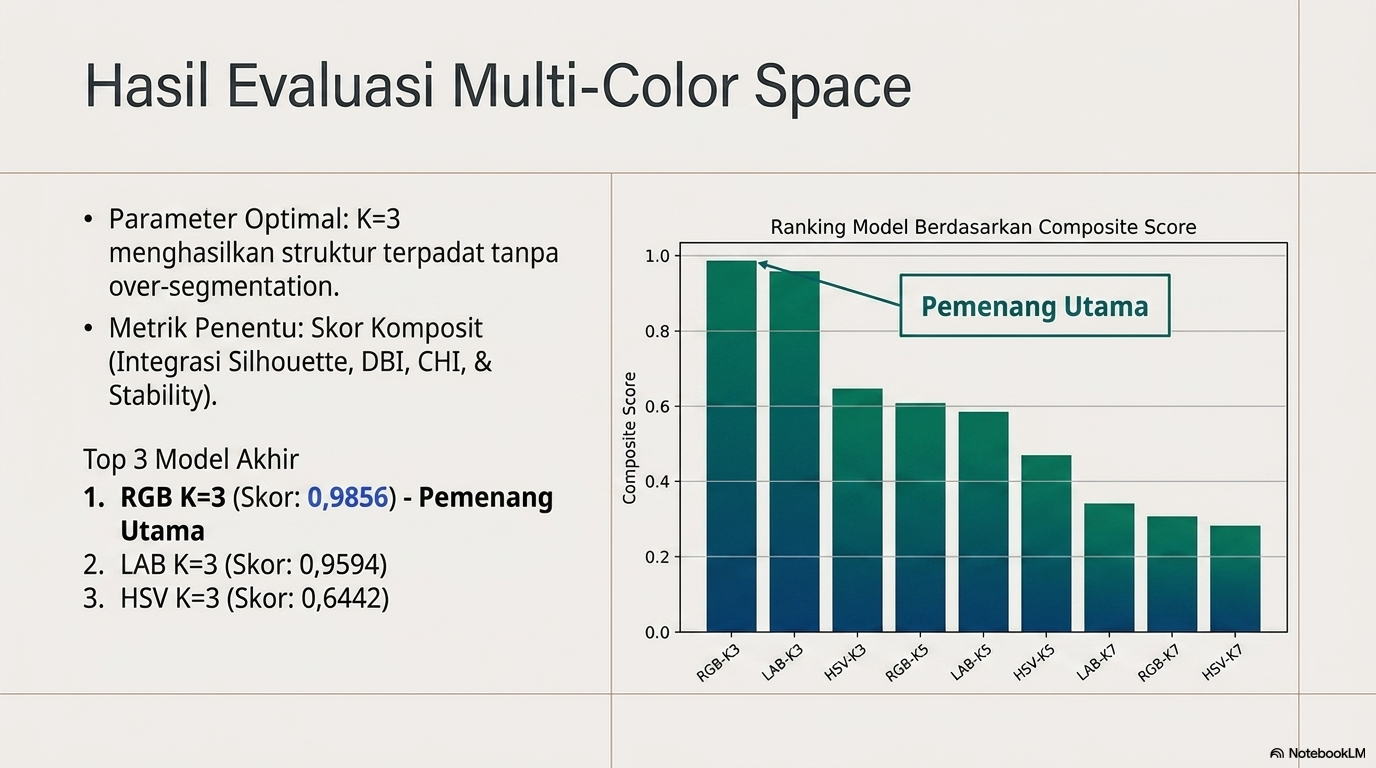 Hasil Evaluasi Multi-Color Space
• Parameter Optimal: K=3
menghasilkan struktur terpadat tanpa
over-segmentation.
• Metrik Penentu: Skor Komposit
(Integrasi Silhouette, DBI, CHI, &
Stability).
Top 3 Model Akhir
1. RGB K=3 (Skor: 0,9856) - Pemenang
Utama
2. LAB K=3 (Skor: 0,9594)
3. HSV K=3 (Skor: 0,6442)
Ranking Model Berdasarkan Composite Score
Pemenang Utama
Composite Score
1.0
0.8
0.6
0.4
0.2
0.0
RGB-K3
LAB-K3
HSV-K3
RGB-K5
LAB-K5
HSV-K5
LAB-K7
RGB-K7
HSV-K7
NotebookLM